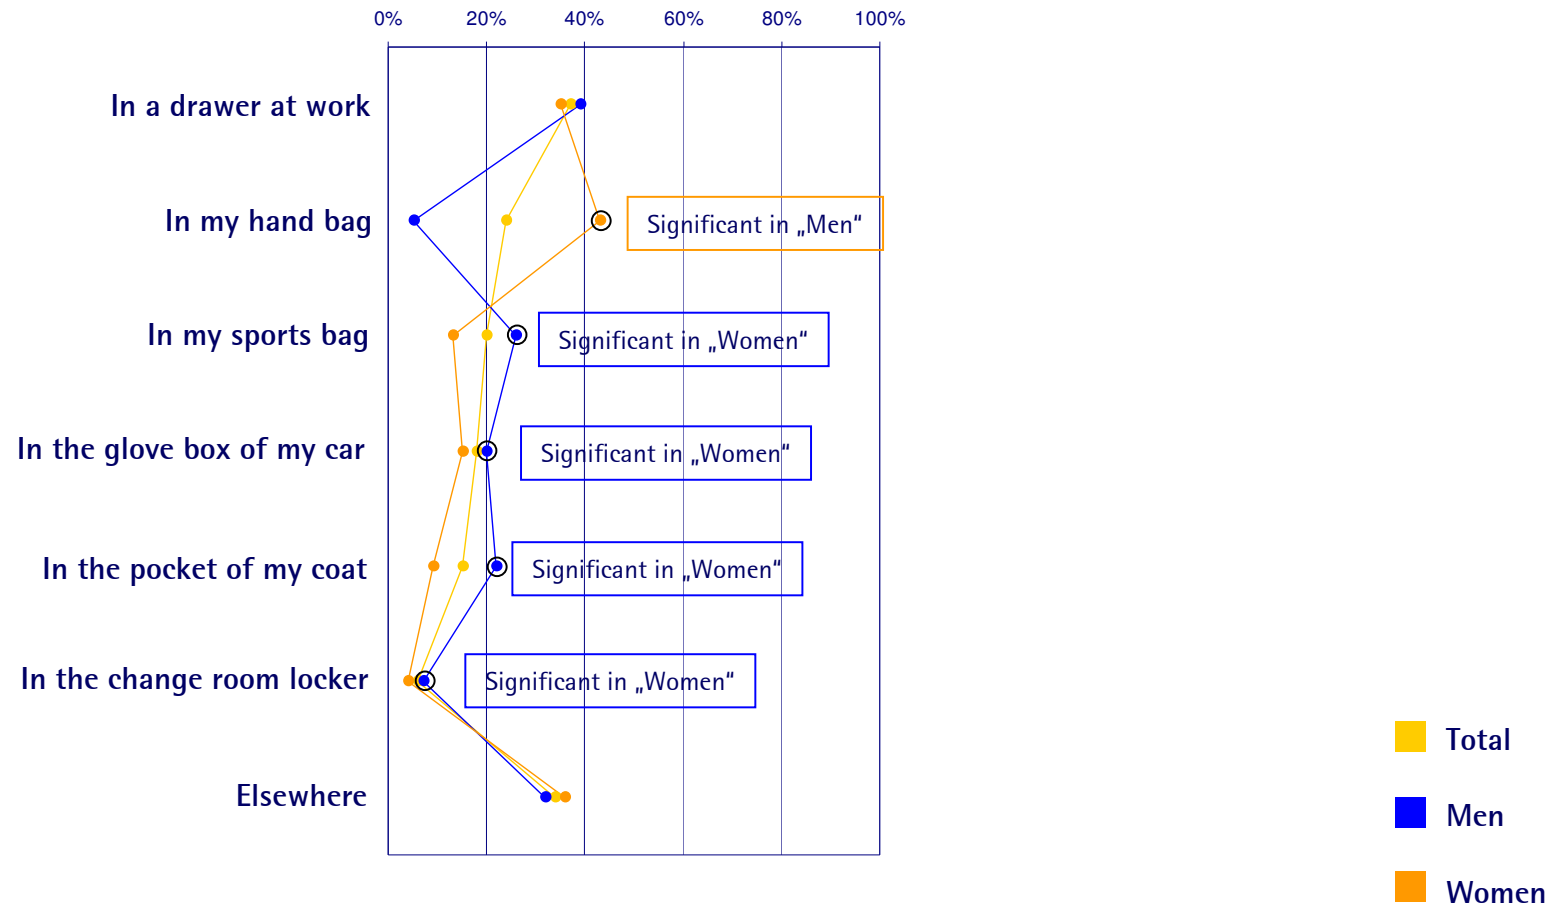 0% 20% 40% 60% 80% 100%
In a drawer at work
In my hand bag
Significant in „Men“
In my sports bag
Significant in „Women“
In the glove box of my car
Significant in „Women“
In the pocket of my coat
Significant in „Women“
In the change room locker
Significant in „Women“
Elsewhere
Total
Men
Women